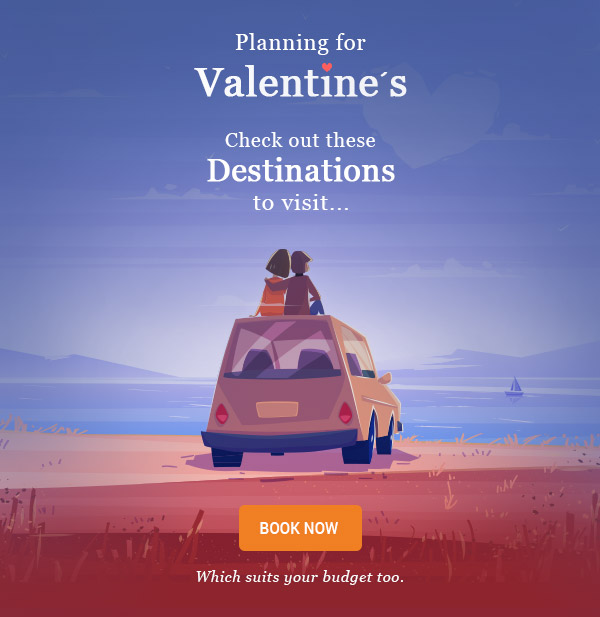 Planning for
Valentine´s
Check out these
Destinations
to visit...
BOOK NOW
Which suits your budget too.